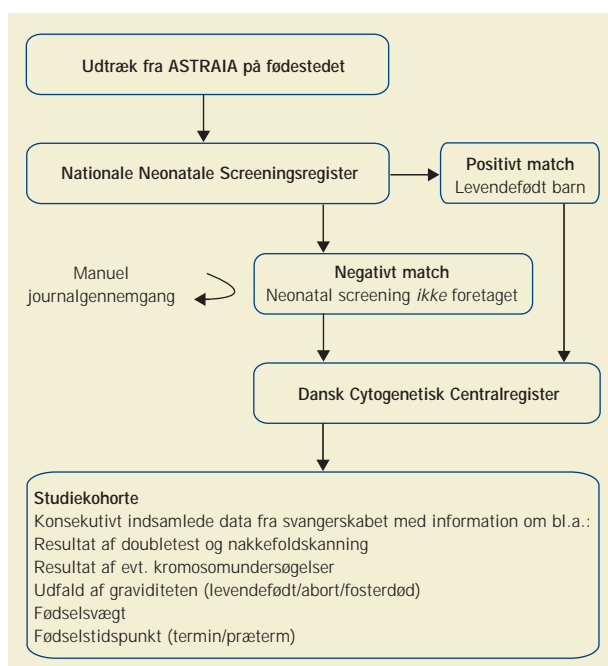 Udtræk fra ASTRAIA på fødestedet
Nationale Neonatale Screeningsregister
Positivt match
Levendefødt barn
Manuel
journalgennemgang
Negativt match
Neonatal screening ikke foretaget
Dansk Cytogenetisk Centralregister
Studiekohorte
Konsekutivt indsamlede data fra svangerskabet med information om bl.a.:
Resultat af doubletest og nakkefoldskanning
Resultat af evt. kromosomundersøgelser
Udfald af graviditeten (levendefødt/abort/fosterdød)
Fødselsvægt
Fødselstidspunkt (termin/præterm)